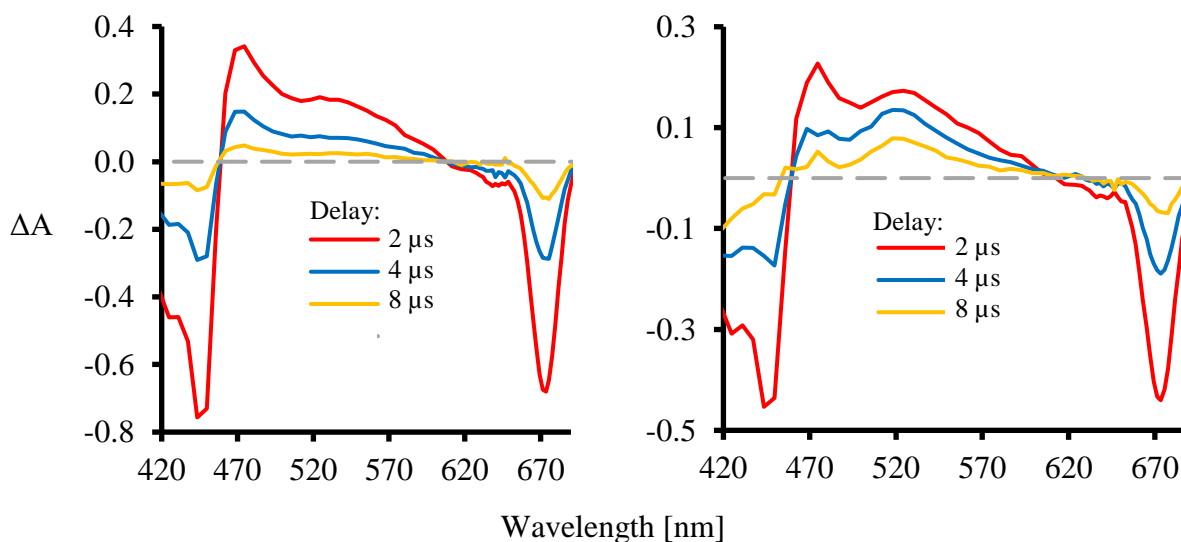 0.4
0.2
0.0
-0.2
-0.4
-0.6
-0.8
ΔA
Delay:
2 µs
4 µs
8 µs
420 470 520 570 620 670
0.3
0.1
-0.1
-0.3
-0.5
Delay:
2 µs
4 µs
8 µs
420 470 520 570 620 670
Wavelength [nm]